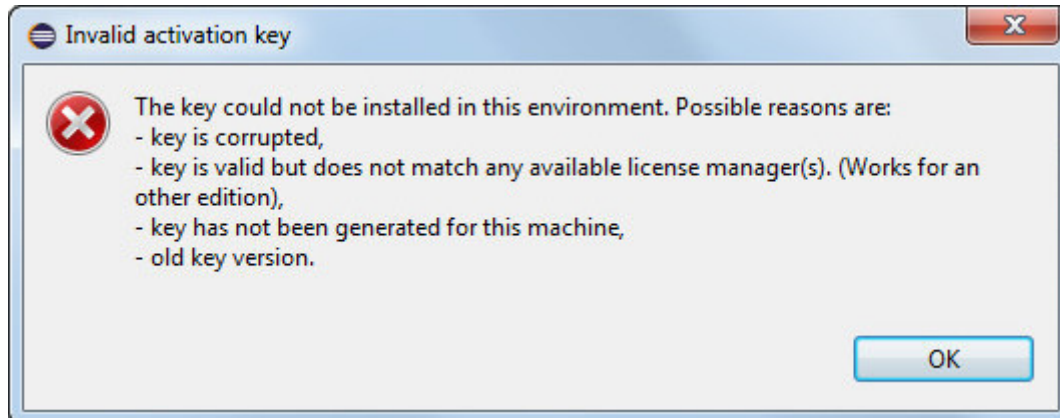 Invalid activation key
The key could not be installed in this environment. Possible reasons are:
- key is corrupted,
- key is valid but does not match any available license manager(s). (Works for an
other edition),
- key has not been generated for this machine,
- old key version.
OK